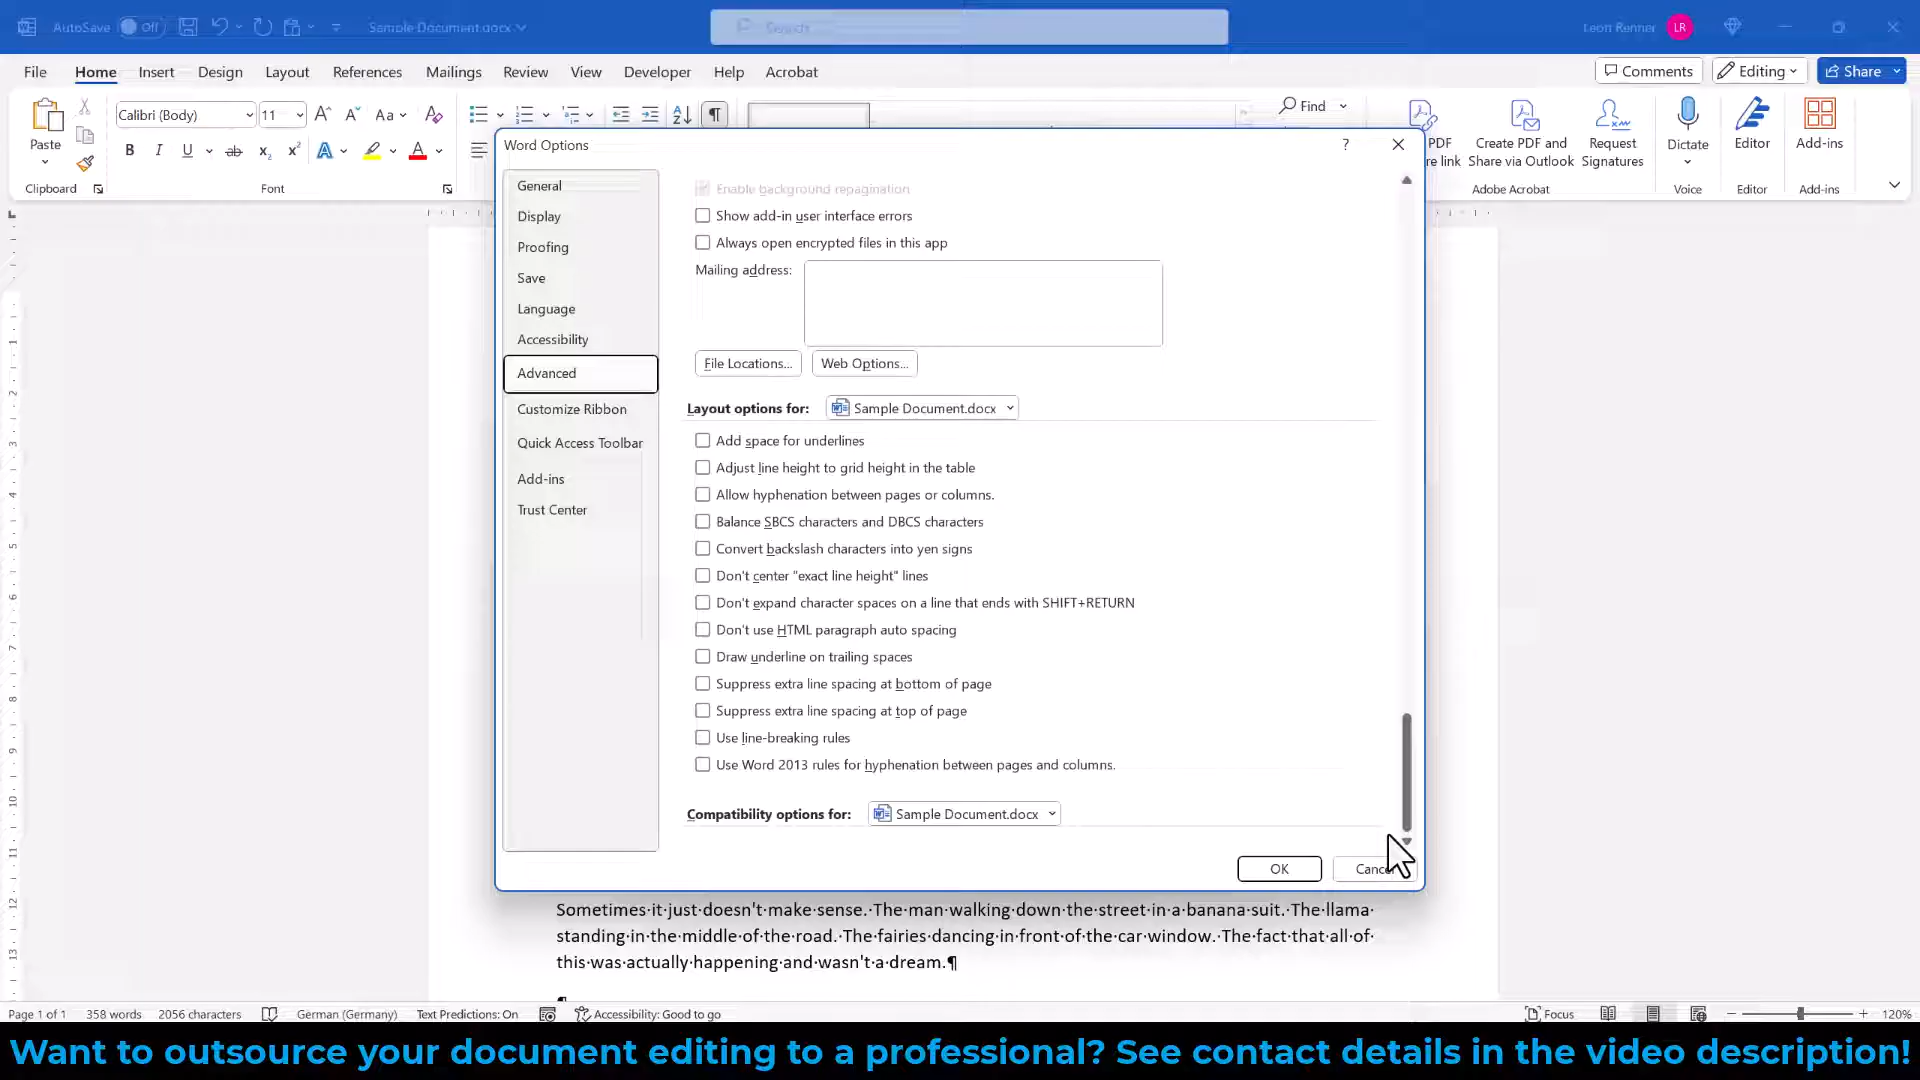 AutoSave Off Sample Document.docx Search Leon Renner LR
File Home Insert Design Layout References Mailings Review View Developer Help Acrobat Comments Editing Share
Calibri (Body) 11 Aa Find
Paste B I U ab x₂ x² A A PDF Create PDF and Request Dictate Editor Add-ins
re link Share via Outlook Signatures
Clipboard Font Adobe Acrobat Voice Editor Add-ins
Word Options ?
General
Display
Proofing
Save
Language
Accessibility
Advanced
Customize Ribbon
Quick Access Toolbar
Add-ins
Trust Center
Enable background repagination
Show add-in user interface errors
Always open encrypted files in this app
Mailing address:
File Locations... Web Options...
Layout options for: Sample Document.docx
Add space for underlines
Adjust line height to grid height in the table
Allow hyphenation between pages or columns.
Balance SBCS characters and DBCS characters
Convert backslash characters into yen signs
Don't center "exact line height" lines
Don't expand character spaces on a line that ends with SHIFT+RETURN
Don't use HTML paragraph auto spacing
Draw underline on trailing spaces
Suppress extra line spacing at bottom of page
Suppress extra line spacing at top of page
Use line-breaking rules
Use Word 2013 rules for hyphenation between pages and columns.
Compatibility options for: Sample Document.docx
OK Cancel
Sometimes·it·just·doesn't·make·sense.·The·man·walking·down·the·street·in·a·banana·suit.·The·llama·
standing·in·the·middle·of·the·road.·The·fairies·dancing·in·front·of·the·car·window.·The·fact·that·all·of·
this·was·actually·happening·and·wasn't·a·dream.¶
¶
Page 1 of 1 358 words 2056 characters German (Germany) Text Predictions: On Accessibility: Good to go Focus 120%
Want to outsource your document editing to a professional? See contact details in the video description!